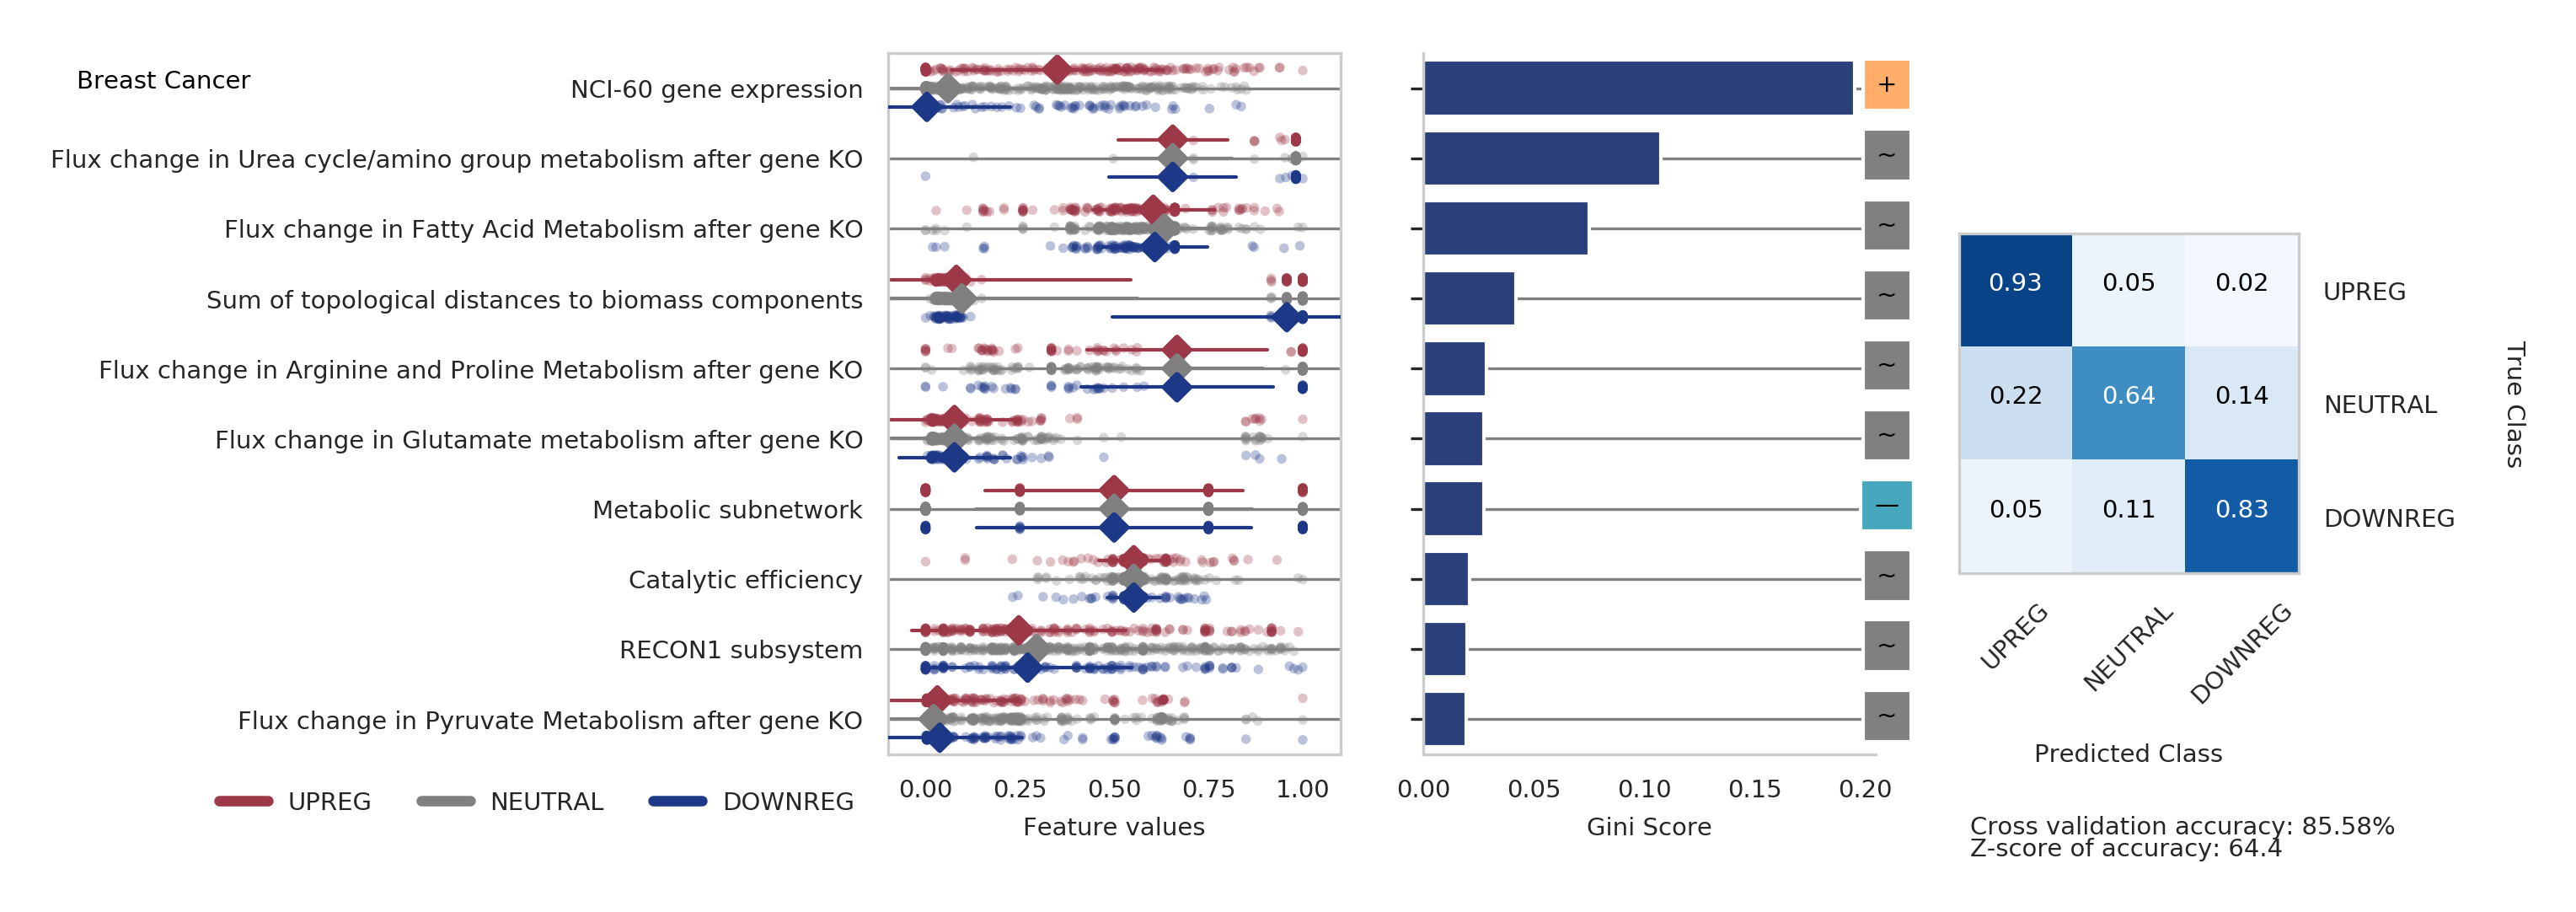 Breast Cancer
NCI-60 gene expression
Flux change in Urea cycle/amino group metabolism after gene KO
Flux change in Fatty Acid Metabolism after gene KO
Sum of topological distances to biomass components
Flux change in Arginine and Proline Metabolism after gene KO
Flux change in Glutamate metabolism after gene KO
Metabolic subnetwork
Catalytic efficiency
RECON1 subsystem
Flux change in Pyruvate Metabolism after gene KO
UPREG NEUTRAL DOWNREG
0.00 0.25 0.50 0.75 1.00
Feature values
+
~
~
~
~
~
—
~
~
~
0.00 0.05 0.10 0.15 0.20
Gini Score
0.93 0.05 0.02 UPREG
0.22 0.64 0.14 NEUTRAL
0.05 0.11 0.83 DOWNREG
True Class
UPREG NEUTRAL DOWNREG
Predicted Class
Cross validation accuracy: 85.58%
Z-score of accuracy: 64.4